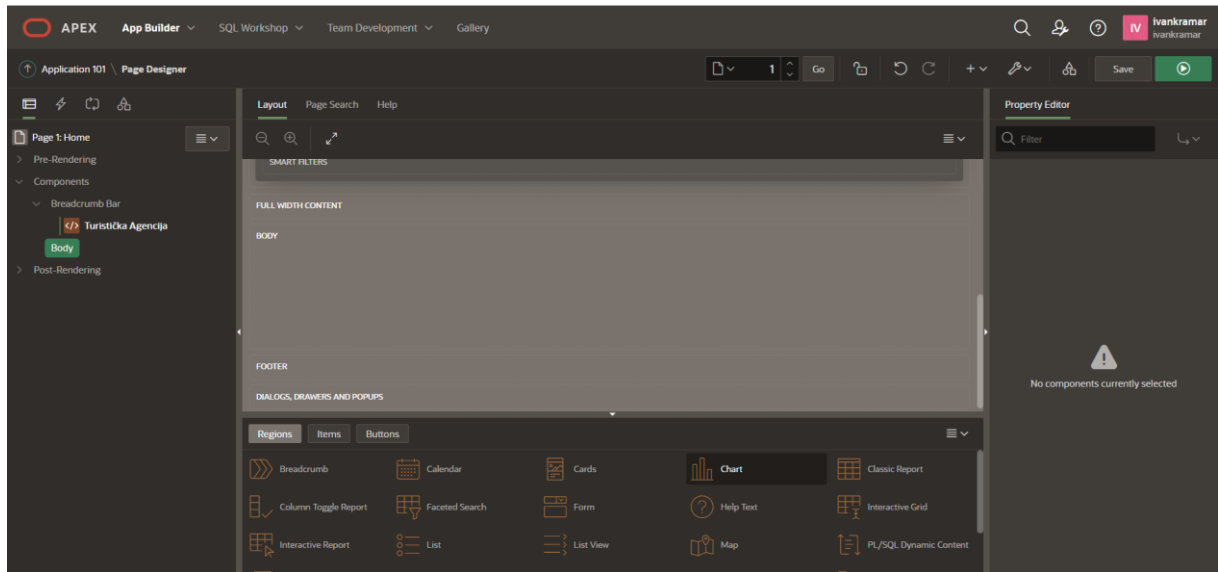 APEX App Builder SQL Workshop Team Development Gallery IV ivankramar
ivankramar
Application 101 \ Page Designer 1 Go Save
Layout Page Search Help Property Editor
Page 1: Home Filter
Pre-Rendering SMART FILTERS
Components
Breadcrumb Bar FULL WIDTH CONTENT
</> Turistička Agencija
Body BODY
Post-Rendering
FOOTER
No components currently selected
DIALOGS, DRAWERS AND POPUPS
Regions Items Buttons
Breadcrumb Calendar Cards Chart Classic Report
Column Toggle Report Faceted Search Form Help Text Interactive Grid
Interactive Report List List View Map PL/SQL Dynamic Content